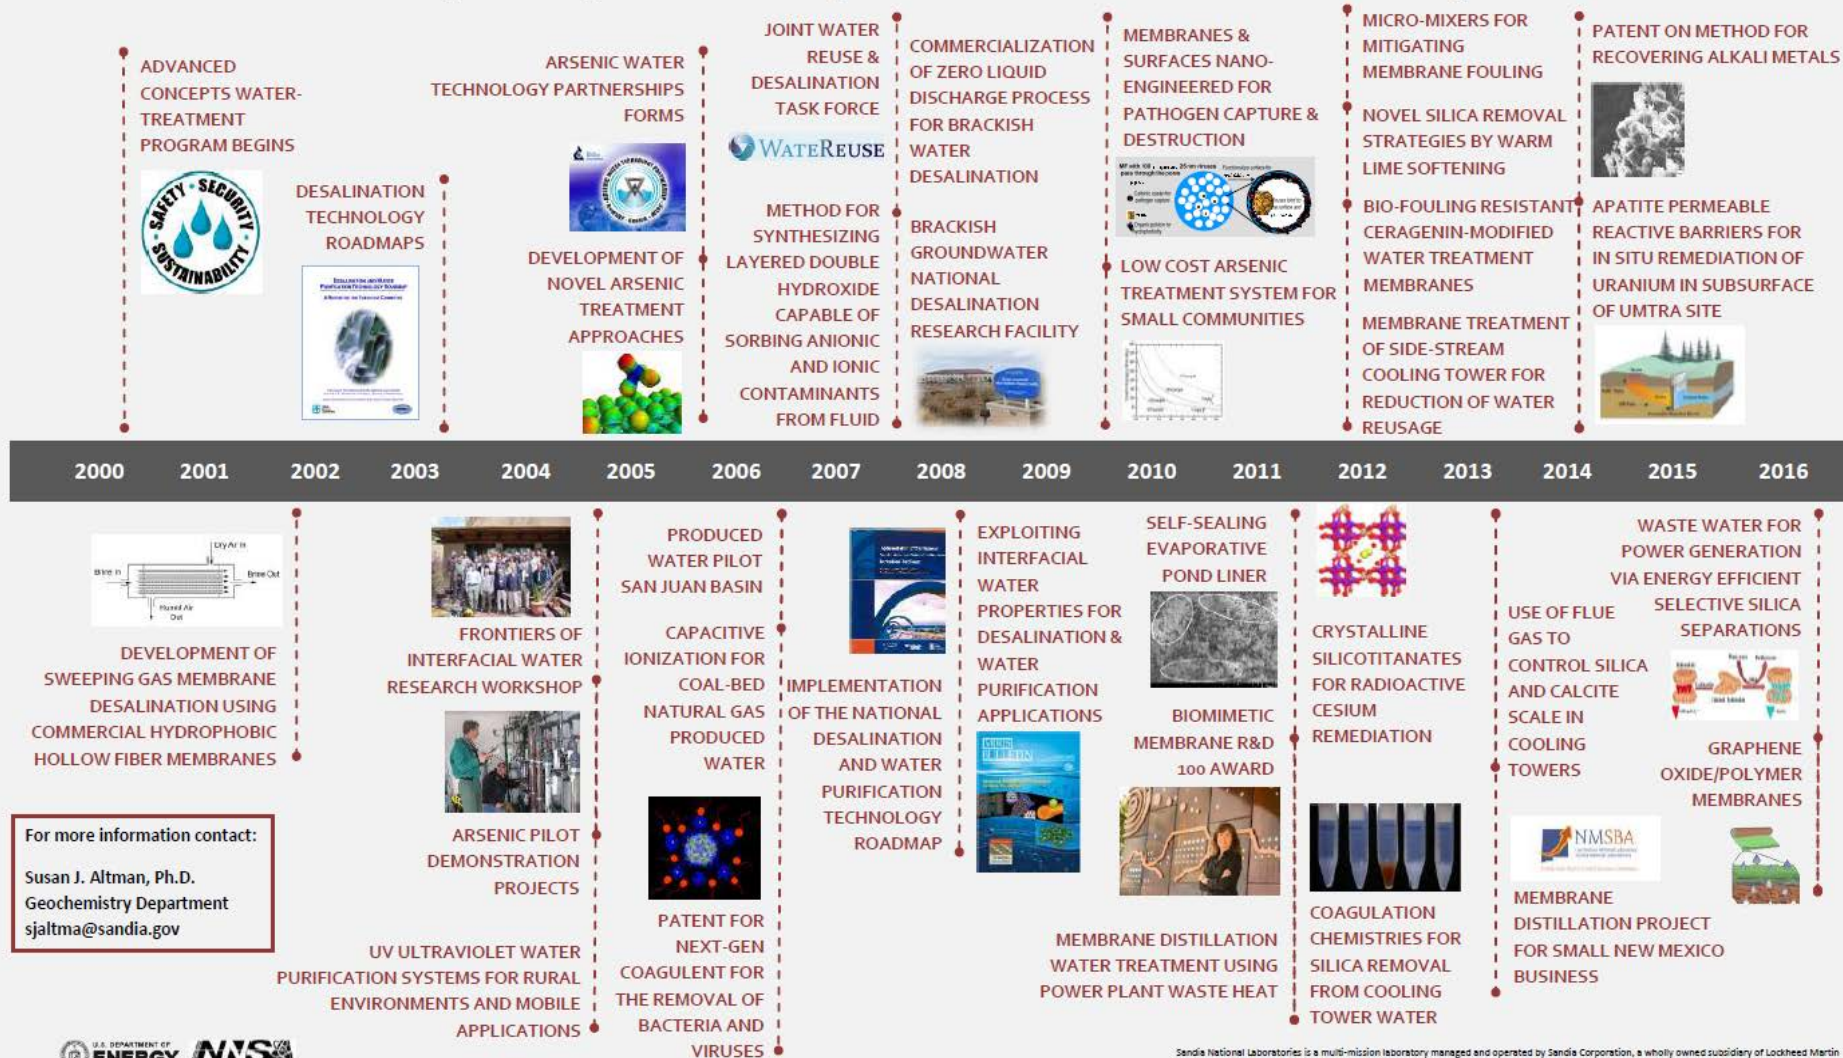 ADVANCED
CONCEPTS WATER-
TREATMENT
PROGRAM BEGINS
SAFETY · SECURITY · SUSTAINABILITY
DESALINATION
TECHNOLOGY
ROADMAPS
ARSENIC WATER
TECHNOLOGY PARTNERSHIPS
FORMS
DEVELOPMENT OF
NOVEL ARSENIC
TREATMENT
APPROACHES
JOINT WATER
REUSE &
DESALINATION
TASK FORCE
WATEREUSE
METHOD FOR
SYNTHESIZING
LAYERED DOUBLE
HYDROXIDE
CAPABLE OF
SORBING ANIONIC
AND IONIC
CONTAMINANTS
FROM FLUID
COMMERCIALIZATION
OF ZERO LIQUID
DISCHARGE PROCESS
FOR BRACKISH
WATER
DESALINATION
BRACKISH
GROUNDWATER
NATIONAL
DESALINATION
RESEARCH FACILITY
MEMBRANES &
SURFACES NANO-
ENGINEERED FOR
PATHOGEN CAPTURE &
DESTRUCTION
LOW COST ARSENIC
TREATMENT SYSTEM FOR
SMALL COMMUNITIES
MICRO-MIXERS FOR
MITIGATING
MEMBRANE FOULING
NOVEL SILICA REMOVAL
STRATEGIES BY WARM
LIME SOFTENING
BIO-FOULING RESISTANT
CERAGENIN-MODIFIED
WATER TREATMENT
MEMBRANES
MEMBRANE TREATMENT
OF SIDE-STREAM
COOLING TOWER FOR
REDUCTION OF WATER
REUSAGE
PATENT ON METHOD FOR
RECOVERING ALKALI METALS
APATITE PERMEABLE
REACTIVE BARRIERS FOR
IN SITU REMEDIATION OF
URANIUM IN SUBSURFACE
OF UMTRA SITE
2000 2001 2002 2003 2004 2005 2006 2007 2008 2009 2010 2011 2012 2013 2014 2015 2016
Dry Air In
Brine In
Brine Out
Humid Air
Out
DEVELOPMENT OF
SWEEPING GAS MEMBRANE
DESALINATION USING
COMMERCIAL HYDROPHOBIC
HOLLOW FIBER MEMBRANES
FRONTIERS OF
INTERFACIAL WATER
RESEARCH WORKSHOP
ARSENIC PILOT
DEMONSTRATION
PROJECTS
UV ULTRAVIOLET WATER
PURIFICATION SYSTEMS FOR RURAL
ENVIRONMENTS AND MOBILE
APPLICATIONS
PRODUCED
WATER PILOT
SAN JUAN BASIN
CAPACITIVE
IONIZATION FOR
COAL-BED
NATURAL GAS
PRODUCED
WATER
PATENT FOR
NEXT-GEN
COAGULENT FOR
THE REMOVAL OF
BACTERIA AND
VIRUSES
IMPLEMENTATION
OF THE NATIONAL
DESALINATION
AND WATER
PURIFICATION
TECHNOLOGY
ROADMAP
EXPLOITING
INTERFACIAL
WATER
PROPERTIES FOR
DESALINATION &
WATER
PURIFICATION
APPLICATIONS
SELF-SEALING
EVAPORATIVE
POND LINER
BIOMIMETIC
MEMBRANE R&D
100 AWARD
MEMBRANE DISTILLATION
WATER TREATMENT USING
POWER PLANT WASTE HEAT
CRYSTALLINE
SILICOTITANATES
FOR RADIOACTIVE
CESIUM
REMEDIATION
COAGULATION
CHEMISTRIES FOR
SILICA REMOVAL
FROM COOLING
TOWER WATER
USE OF FLUE
GAS TO
CONTROL SILICA
AND CALCITE
SCALE IN
COOLING
TOWERS
NMSBA
MEMBRANE
DISTILLATION PROJECT
FOR SMALL NEW MEXICO
BUSINESS
WASTE WATER FOR
POWER GENERATION
VIA ENERGY EFFICIENT
SELECTIVE SILICA
SEPARATIONS
GRAPHENE
OXIDE/POLYMER
MEMBRANES
For more information contact:
Susan J. Altman, Ph.D.
Geochemistry Department
sjaltma@sandia.gov
U.S. DEPARTMENT OF
ENERGY
Sandia National Laboratories is a multi-mission laboratory managed and operated by Sandia Corporation, a wholly owned subsidiary of Lockheed Martin